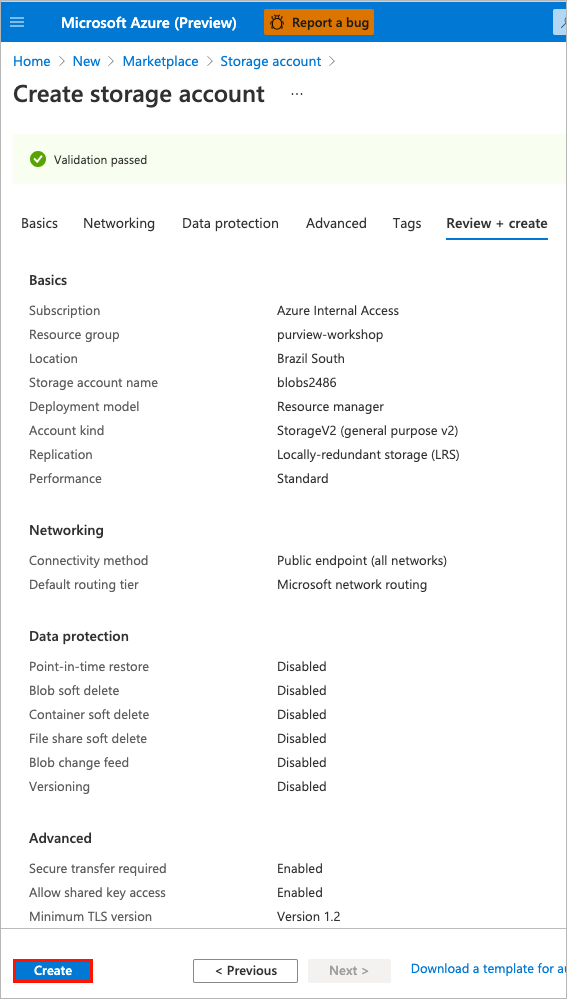 Microsoft Azure (Preview) Report a bug
Home > New > Marketplace > Storage account >
Create storage account ...
Validation passed
Basics Networking Data protection Advanced Tags Review + create
Basics
Subscription Azure Internal Access
Resource group purview-workshop
Location Brazil South
Storage account name blobs2486
Deployment model Resource manager
Account kind StorageV2 (general purpose v2)
Replication Locally-redundant storage (LRS)
Performance Standard
Networking
Connectivity method Public endpoint (all networks)
Default routing tier Microsoft network routing
Data protection
Point-in-time restore Disabled
Blob soft delete Disabled
Container soft delete Disabled
File share soft delete Disabled
Blob change feed Disabled
Versioning Disabled
Advanced
Secure transfer required Enabled
Allow shared key access Enabled
Minimum TLS version Version 1.2
Create < Previous Next > Download a template for